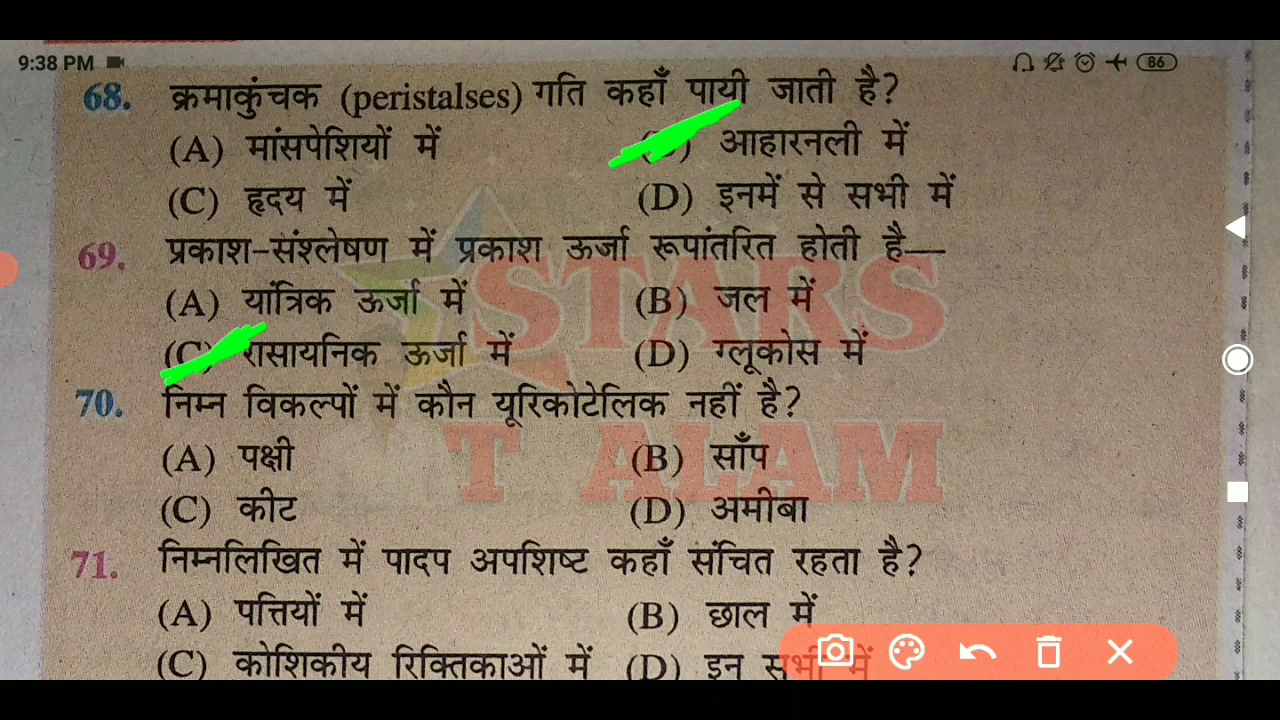 9:38 PM
86
68. क्रमाकुंचक (peristalses) गति कहाँ पायी जाती है?
(A) मांसपेशियों में आहारनली में
(C) हृदय में (D) इनमें से सभी में
69. प्रकाश-संश्लेषण में प्रकाश ऊर्जा रूपांतरित होती है—
(A) यांत्रिक ऊर्जा में (B) जल में
(C) रासायनिक ऊर्जा में (D) ग्लूकोस में
70. निम्न विकल्पों में कौन यूरिकोटेलिक नहीं है?
(A) पक्षी (B) साँप
(C) कीट (D) अमीबा
71. निम्नलिखित में पादप अपशिष्ट कहाँ संचित रहता है?
(A) पत्तियों में (B) छाल में
(C) कोशिकीय रिक्तिकाओं में (D) इन सभी में
STARS
T ALAM